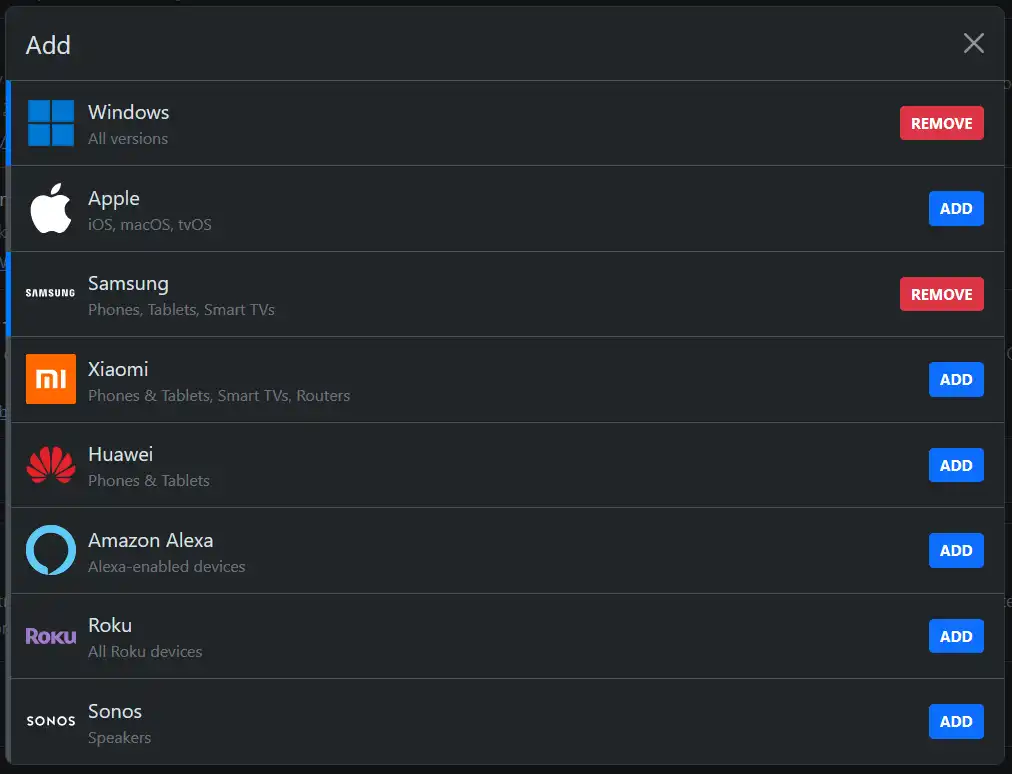 Add
Windows
All versions
REMOVE
Apple
iOS, macOS, tvOS
ADD
SAMSUNG
Samsung
Phones, Tablets, Smart TVs
REMOVE
Xiaomi
Phones & Tablets, Smart TVs, Routers
ADD
Huawei
Phones & Tablets
ADD
Amazon Alexa
Alexa-enabled devices
ADD
ROKU
Roku
All Roku devices
ADD
SONOS
Sonos
Speakers
ADD